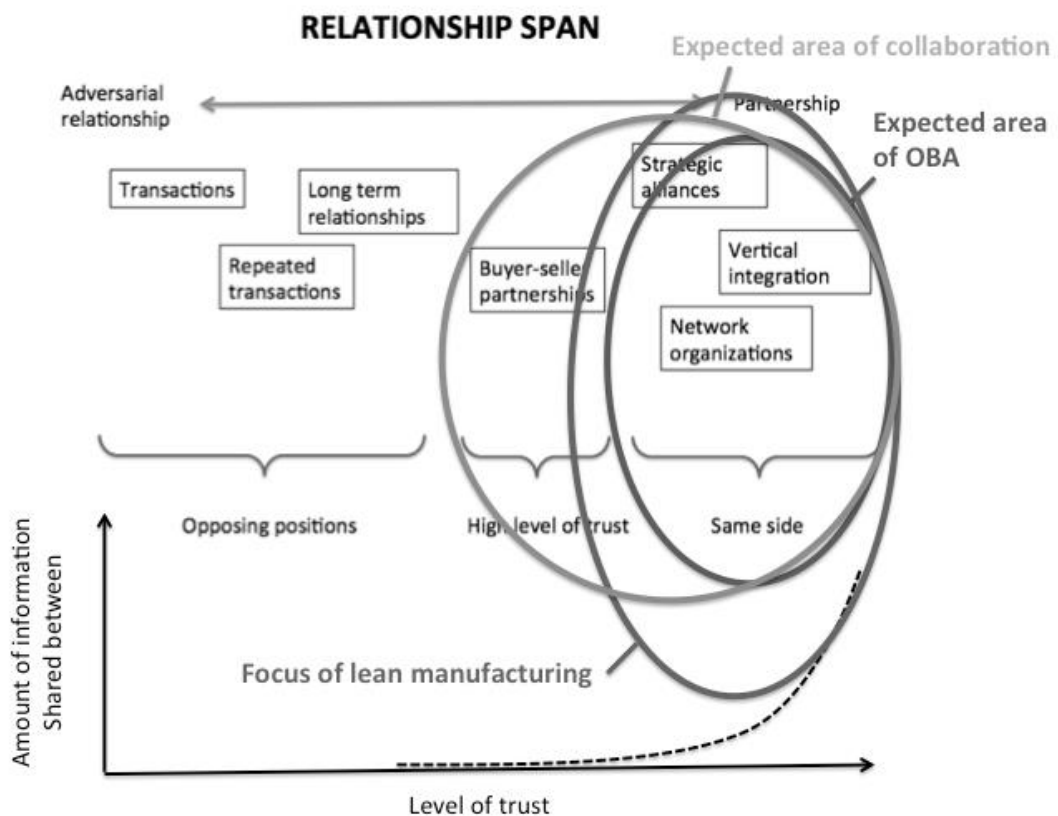 RELATIONSHIP SPAN
Expected area of collaboration
Adversarial
relationship
Partnership
Expected area
of OBA
Transactions
Long term
relationships
Strategic
alliances
Repeated
transactions
Buyer-seller
partnerships
Vertical
integration
Network
organizations
Opposing positions
High level of trust
Same side
Amount of information
Shared between
Focus of lean manufacturing
Level of trust